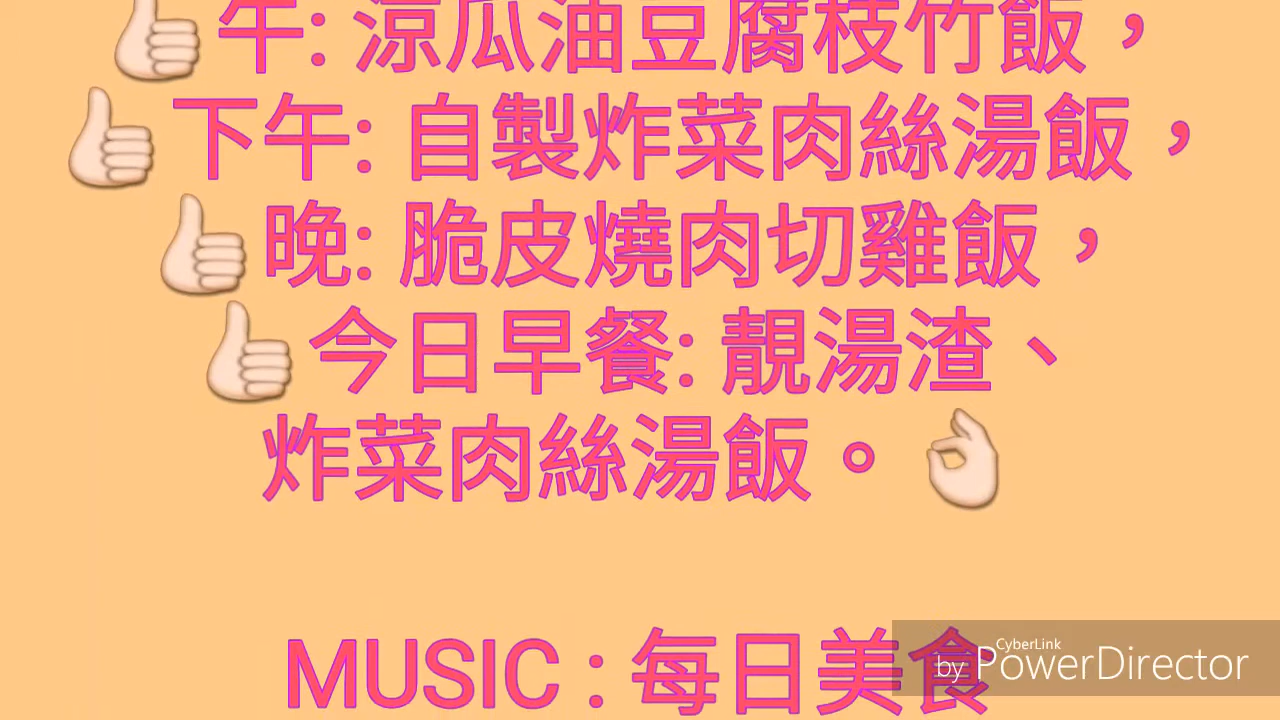 👍午: 涼瓜油豆腐枝竹飯，
👍下午: 自製炸菜肉絲湯飯，
👍晚: 脆皮燒肉切雞飯，
👍今日早餐: 靚湯渣、
炸菜肉絲湯飯。👌
MUSIC : 每日美食
CyberLink
by PowerDirector